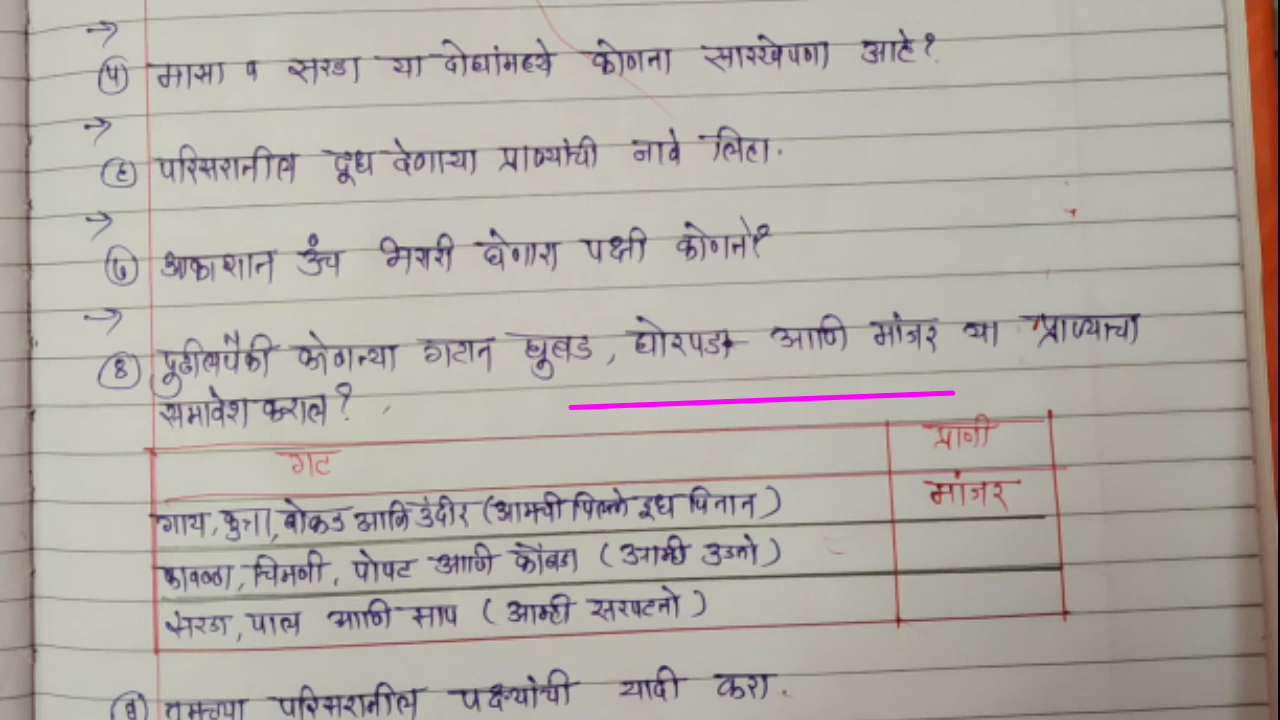 →
(५) मासा व सरडा या दोघांमध्ये कोणता सारखेपणा आहे?
→
(६) परिसरातील दूध देणाऱ्या प्राण्यांची नावे लिहा.
→
(७) आकाशात उंच भरारी घेणारा पक्षी कोणता?
→
(८) पुढीलपैकी कोणत्या गटात घुबड, घोरपड आणि मांजर या प्राण्याचा
समावेश कराल?
गट प्राणी
गाय, कुत्रा, बोकड आणि उंदीर (आमची पिल्ले दूध पितात) मांजर
कावळा, चिमणी, पोपट आणि कोंबडा (आम्ही उडतो)
सरडा, पाल आणि साप (आम्ही सरपटतो)
(९) तुमच्या परिसरातील पक्ष्यांची यादी करा.